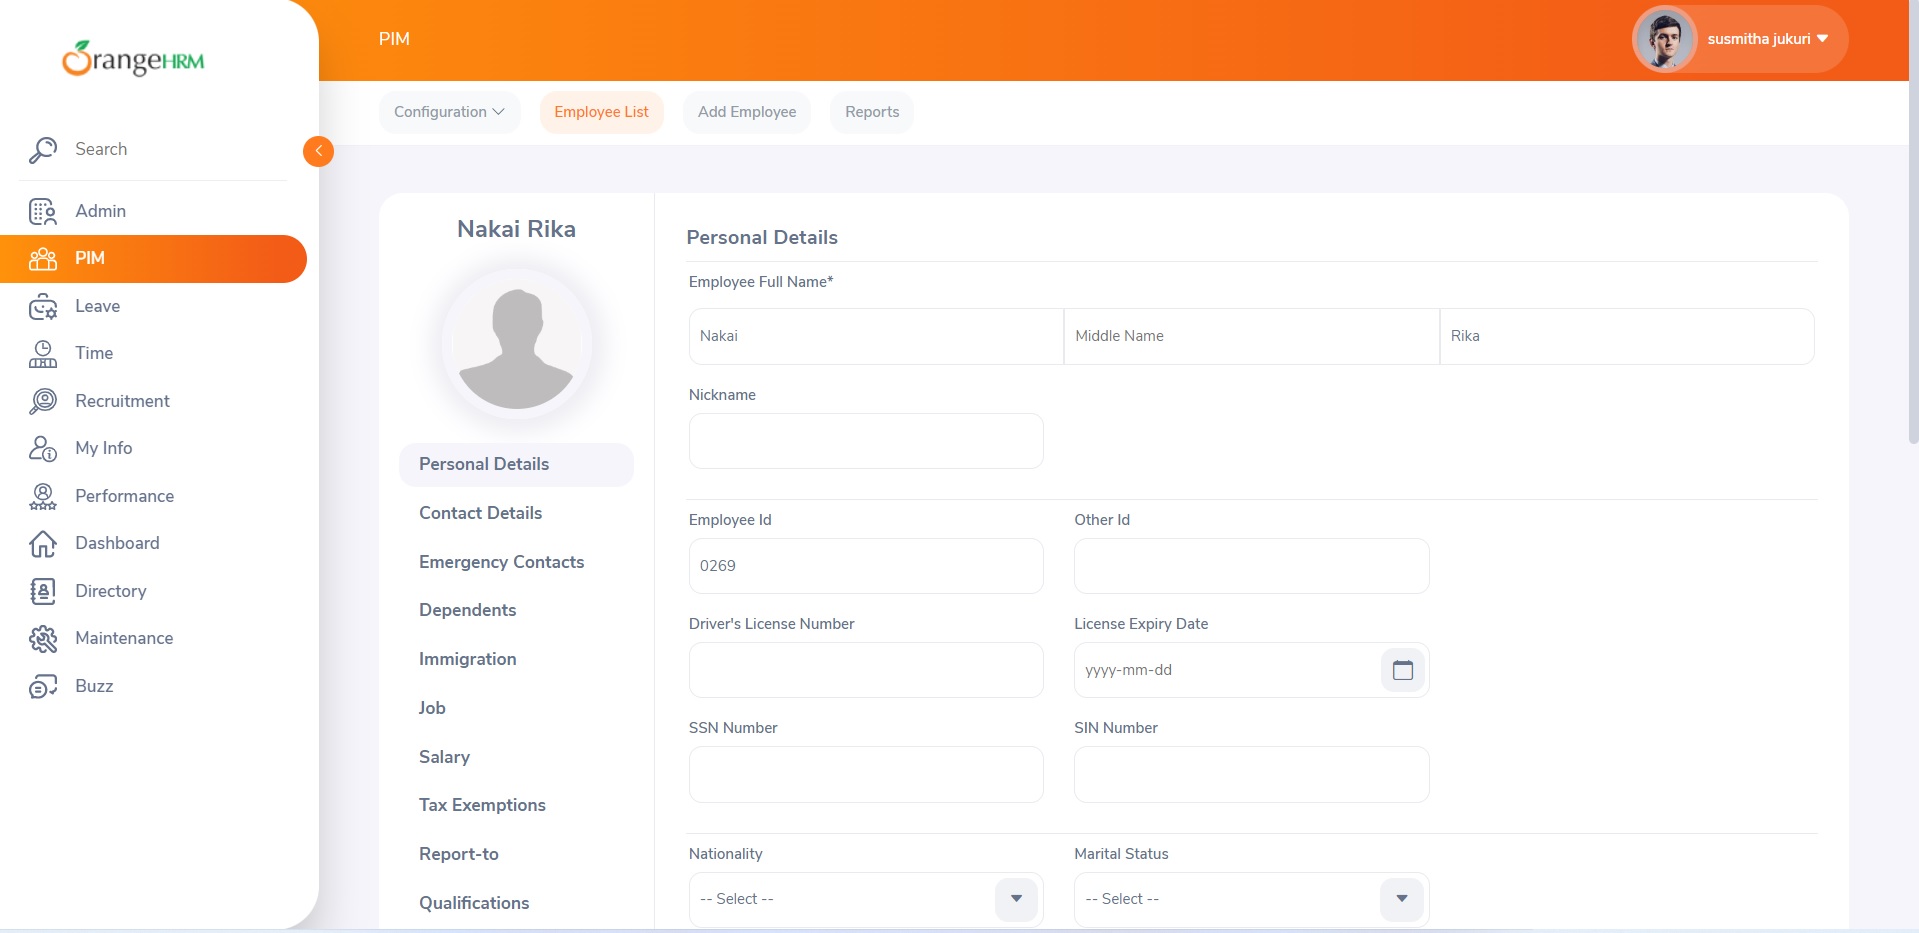 OrangeHRM
PIM
susmitha jukuri
Configuration
Employee List
Add Employee
Reports
Search
Admin
PIM
Leave
Time
Recruitment
My Info
Performance
Dashboard
Directory
Maintenance
Buzz
Nakai Rika
Personal Details
Contact Details
Emergency Contacts
Dependents
Immigration
Job
Salary
Tax Exemptions
Report-to
Qualifications
Personal Details
Employee Full Name*
Nakai Middle Name Rika
Nickname
Employee Id Other Id
0269
Driver's License Number License Expiry Date
yyyy-mm-dd
SSN Number SIN Number
Nationality Marital Status
-- Select -- -- Select --